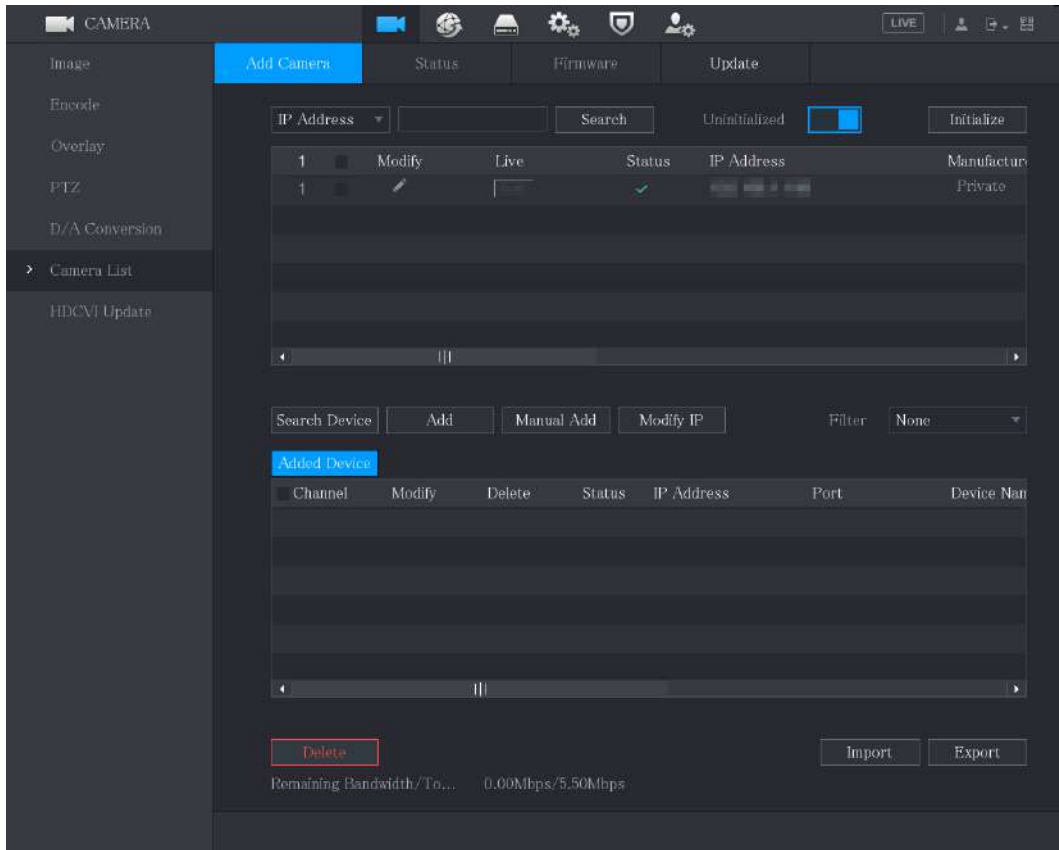 CAMERA LIVE
Image Add Camera Status Firmware Update
Encode
IP Address Search Uninitialized Initialize
Overlay
1 Modify Live Status IP Address Manufactur
PTZ
1 Private
D/A Conversion
Camera List
HDCVI Update
Search Device Add Manual Add Modify IP Filter None
Added Device
Channel Modify Delete Status IP Address Port Device Nam
Delete Import Export
Remaining Bandwidth/To... 0.00Mbps/5.50Mbps